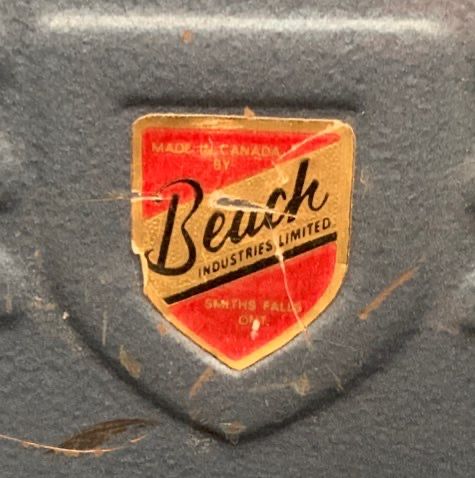 MADE IN CANADA
BY
Beach
INDUSTRIES LIMITED
SMITHS FALLS
ONT.